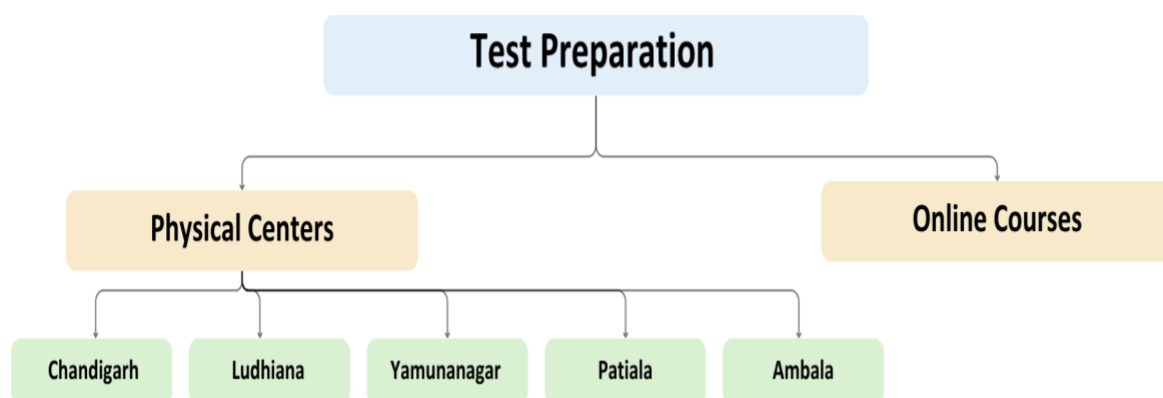 Test Preparation
Physical Centers
Online Courses
Chandigarh
Ludhiana
Yamunanagar
Patiala
Ambala